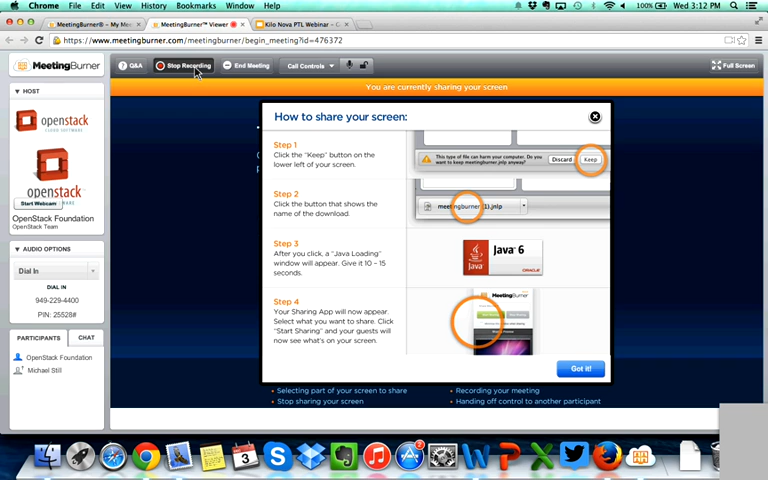 Chrome File Edit View History Bookmarks Window Help
100% Wed 3:12 PM
MeetingBurner® - My Mee
MeetingBurner™ Viewer
Kilo Nova PTL Webinar -
https://www.meetingburner.com/meetingburner/begin_meeting?id=476372
MeetingBurner
Q&A
Stop Recording
End Meeting
Call Controls
Full Screen
You are currently sharing your screen
HOST
openstack
CLOUD SOFTWARE
openstack
Start Webcam
OpenStack Foundation
OpenStack Team
AUDIO OPTIONS
Dial In
DIAL IN
949-229-4400
PIN: 25528#
PARTICIPANTS
CHAT
OpenStack Foundation
Michael Still
How to share your screen:
Step 1
Click the "Keep" button on the
lower left of your screen.
This type of file can harm your computer. Do you
want to keep meetingburner.jnlp anyway?
Discard
Keep
Step 2
Click the button that shows the
name of the download.
meetingburner (1).jnlp
Step 3
After you click, a "Java Loading"
window will appear. Give it 10 - 15
seconds.
Java
Java 6
ORACLE
Step 4
Your Sharing App will now appear.
Select what you want to share. Click
"Start Sharing" and your guests will
now see what's on your screen.
MeetingBurner
Got it!
Selecting part of your screen to share
Stop sharing your screen
Recording your meeting
Handing off control to another participant
3